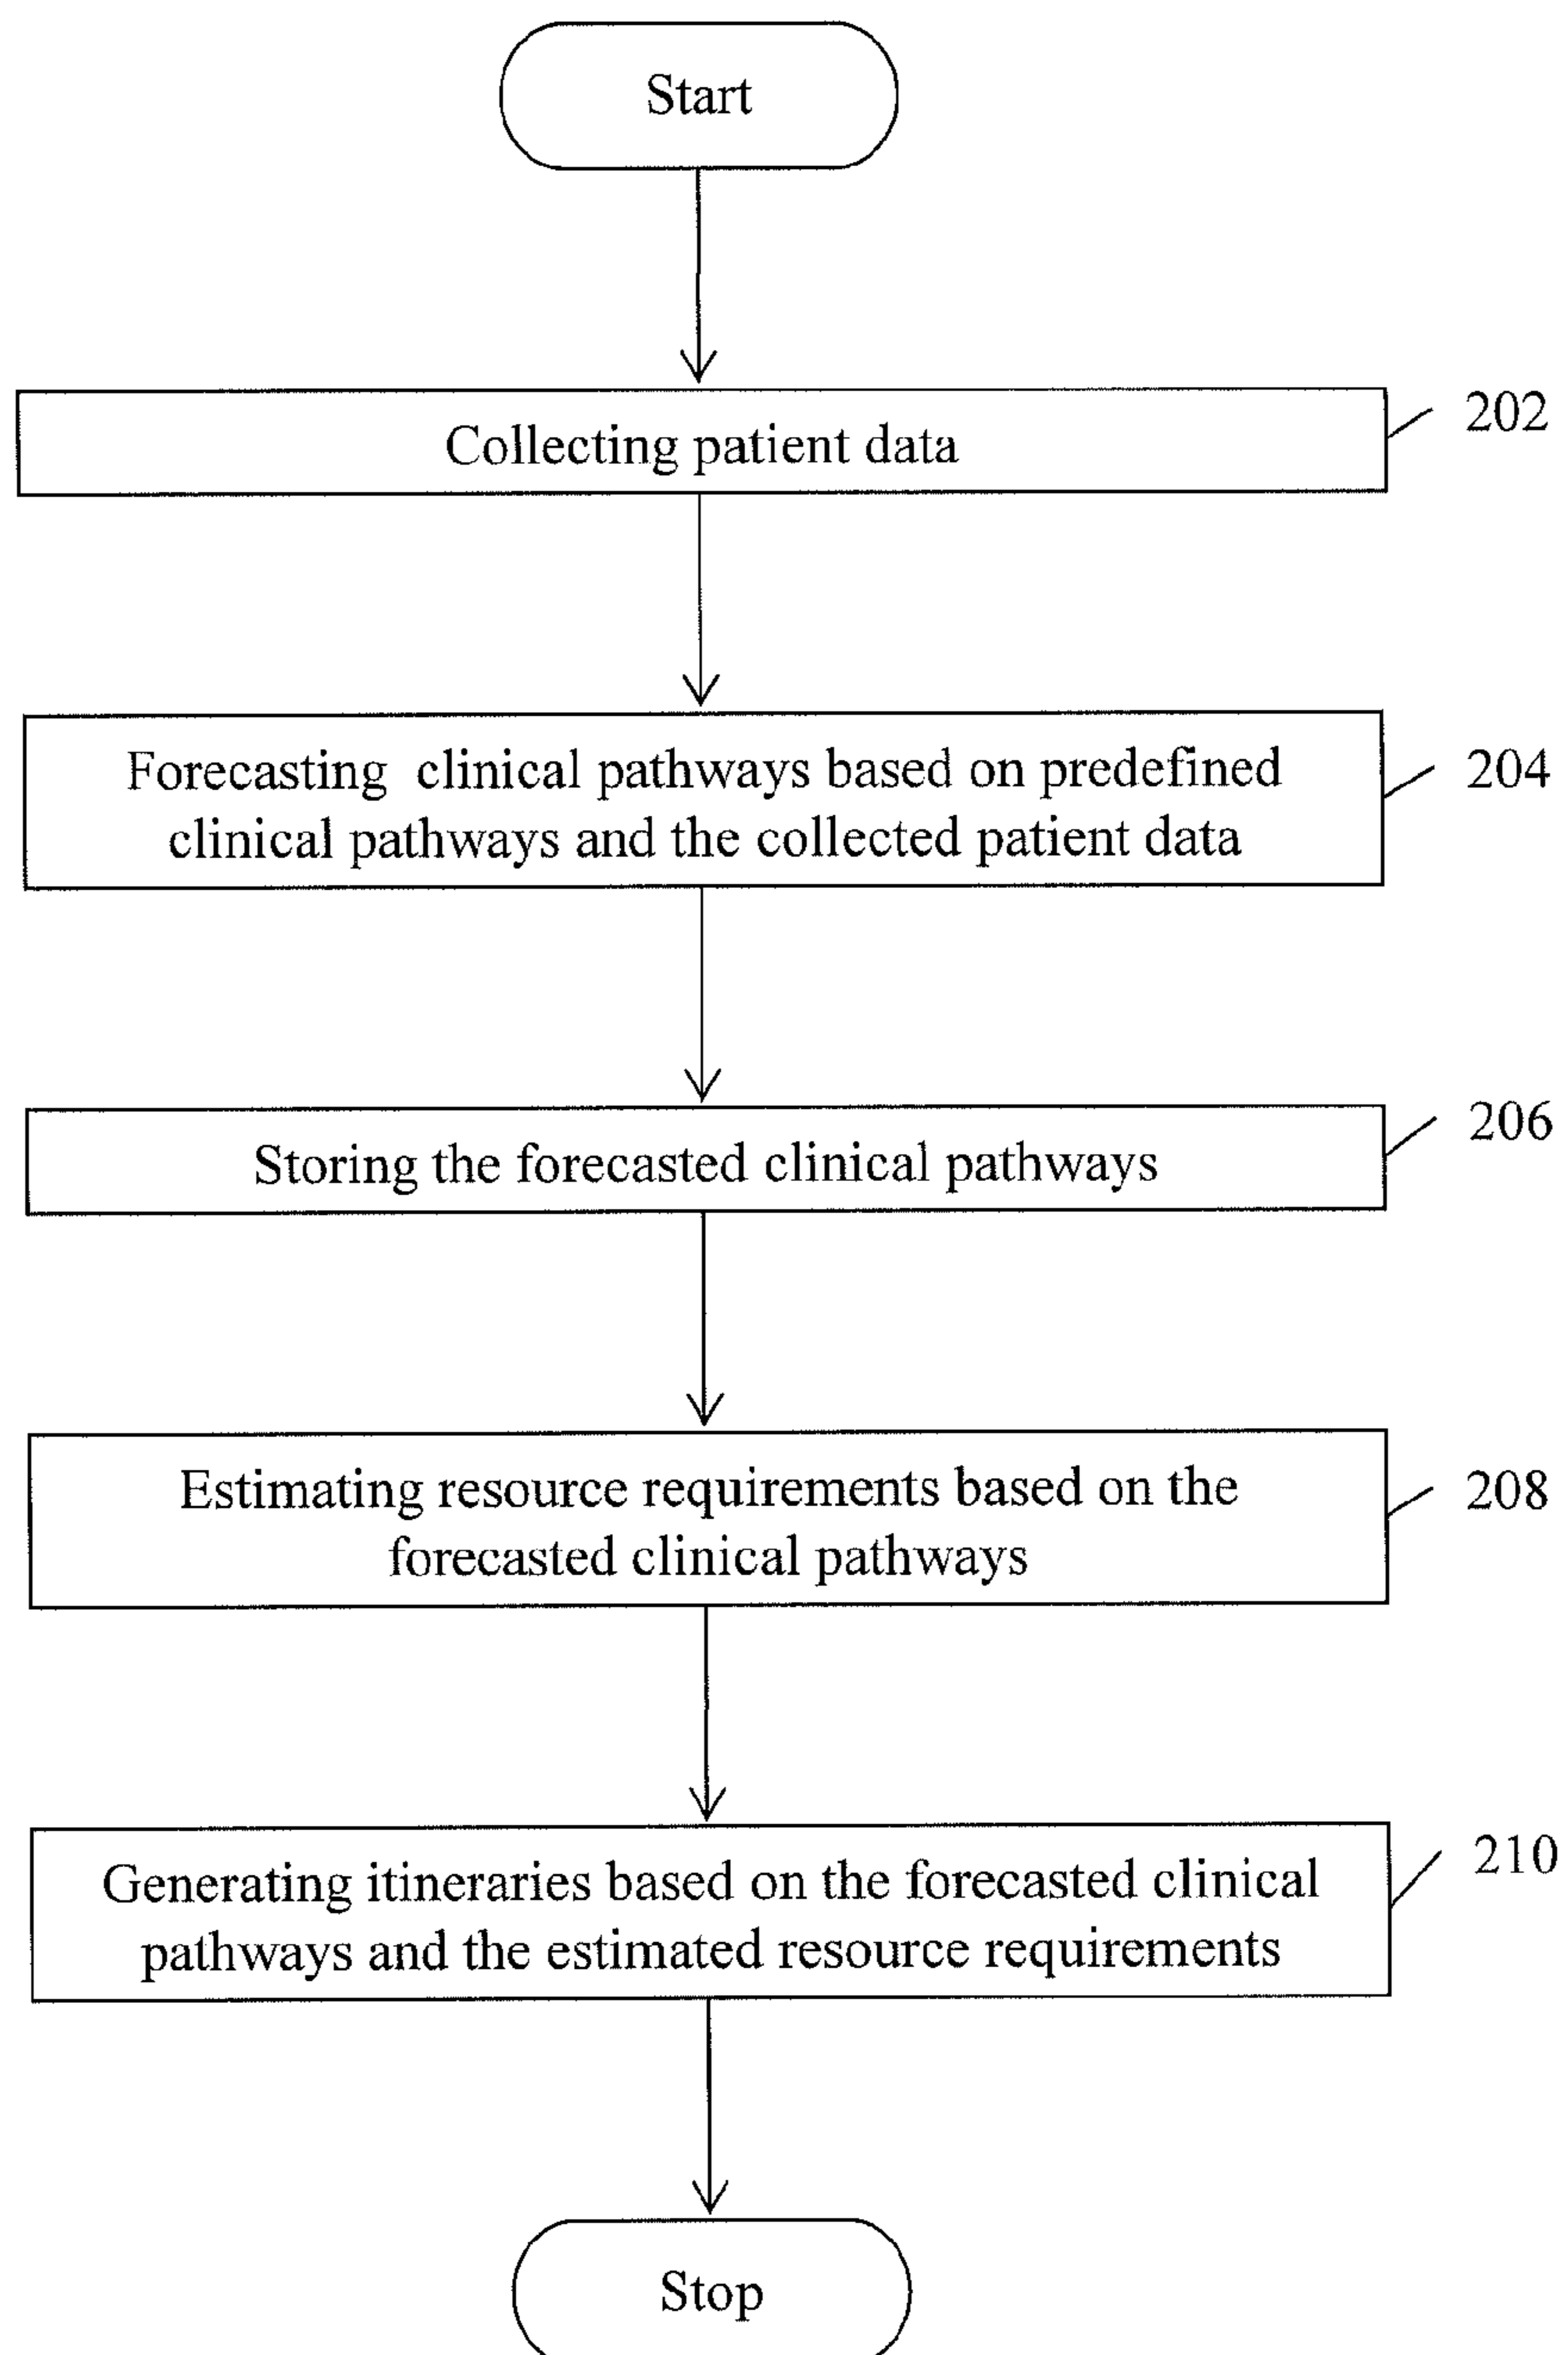 Start
Collecting patient data
202
Forecasting clinical pathways based on predefined
clinical pathways and the collected patient data
204
Storing the forecasted clinical pathways
206
Estimating resource requirements based on the
forecasted clinical pathways
208
Generating itineraries based on the forecasted clinical
pathways and the estimated resource requirements
210
Stop